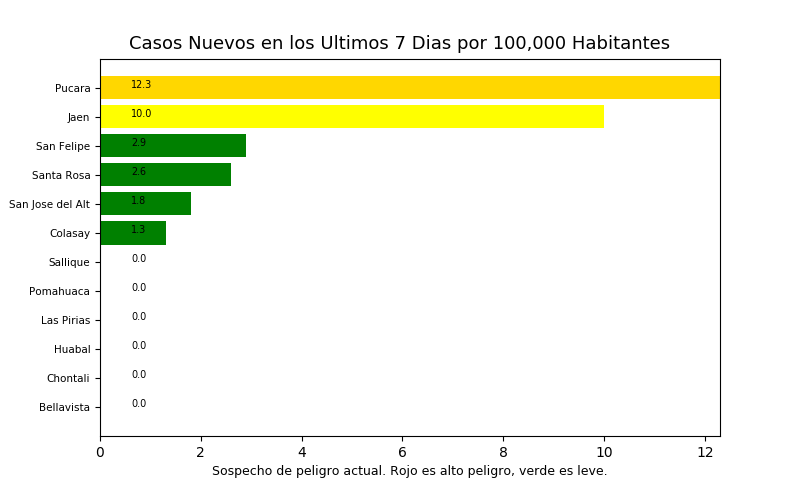 Casos Nuevos en los Ultimos 7 Dias por 100,000 Habitantes
Pucara 12.3
Jaen 10.0
San Felipe 2.9
Santa Rosa 2.6
San Jose del Alt 1.8
Colasay 1.3
Sallique 0.0
Pomahuaca 0.0
Las Pirias 0.0
Huabal 0.0
Chontali 0.0
Bellavista 0.0
0 2 4 6 8 10 12
Sospecho de peligro actual. Rojo es alto peligro, verde es leve.